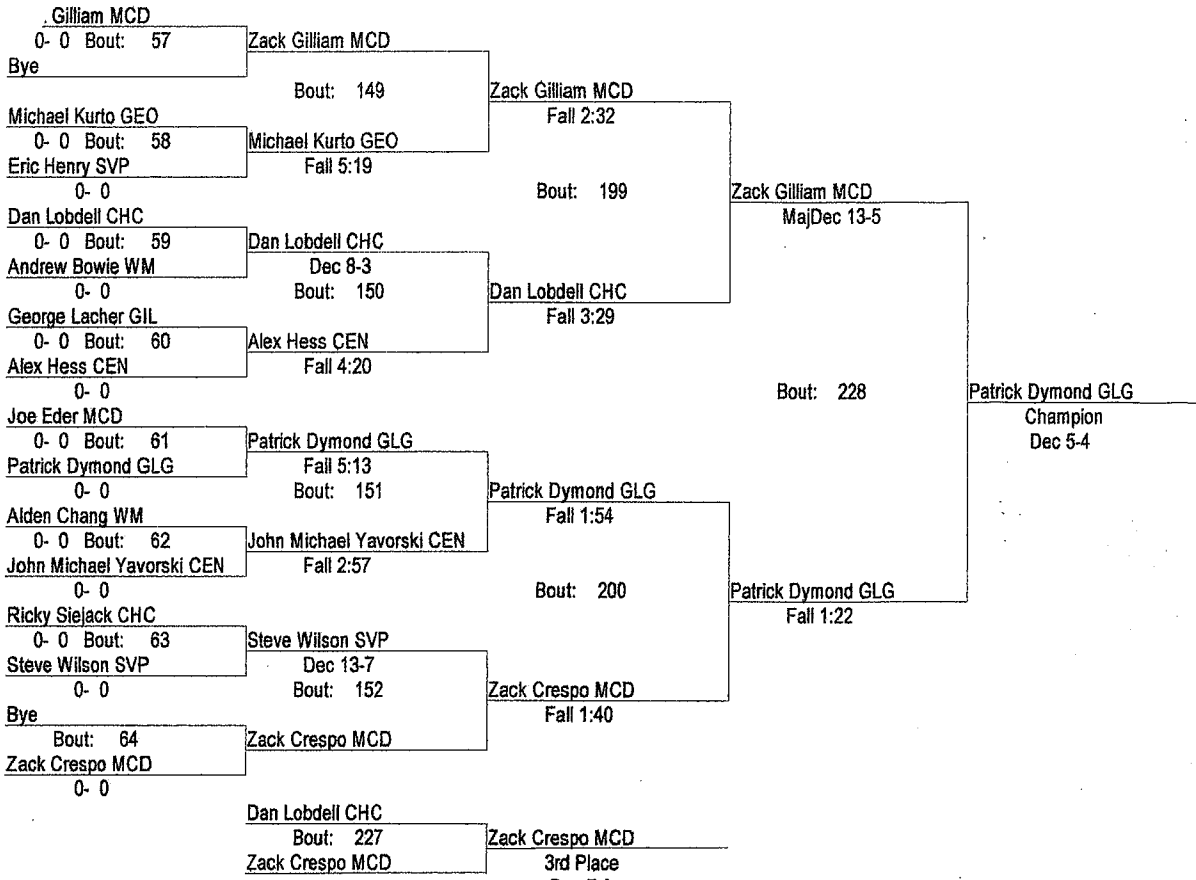 . Gilliam MCD
0- 0 Bout: 57
Zack Gilliam MCD
Bye
Bout: 149
Zack Gilliam MCD
Fall 2:32
Michael Kurto GEO
0- 0 Bout: 58
Michael Kurto GEO
Fall 5:19
Eric Henry SVP
0- 0
Bout: 199
Zack Gilliam MCD
MajDec 13-5
Dan Lobdell CHC
0- 0 Bout: 59
Dan Lobdell CHC
Dec 8-3
Andrew Bowie WM
0- 0
Bout: 150
Dan Lobdell CHC
Fall 3:29
George Lacher GIL
0- 0 Bout: 60
Alex Hess CEN
Fall 4:20
Alex Hess CEN
0- 0
Bout: 228
Patrick Dymond GLG
Champion
Dec 5-4
Joe Eder MCD
0- 0 Bout: 61
Patrick Dymond GLG
Fall 5:13
Patrick Dymond GLG
0- 0
Bout: 151
Patrick Dymond GLG
Fall 1:54
Alden Chang WM
0- 0 Bout: 62
John Michael Yavorski CEN
Fall 2:57
John Michael Yavorski CEN
0- 0
Bout: 200
Patrick Dymond GLG
Fall 1:22
Ricky Siejack CHC
0- 0 Bout: 63
Steve Wilson SVP
Dec 13-7
Steve Wilson SVP
0- 0
Bout: 152
Zack Crespo MCD
Fall 1:40
Bye
Bout: 64
Zack Crespo MCD
Zack Crespo MCD
0- 0
Dan Lobdell CHC
Bout: 227
Zack Crespo MCD
3rd Place
Zack Crespo MCD